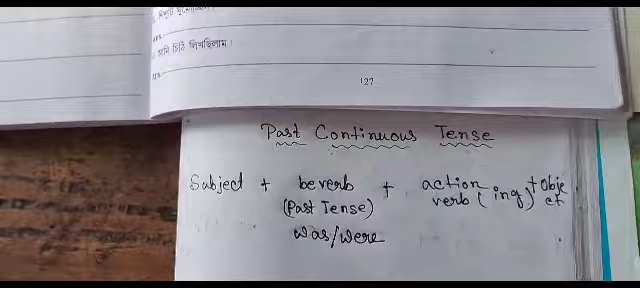 আমি চিঠি লিখছিলাম।
127
Past Continuous Tense
Subject + be verb + action verb (ing) + Object
(Past Tense)
was/were